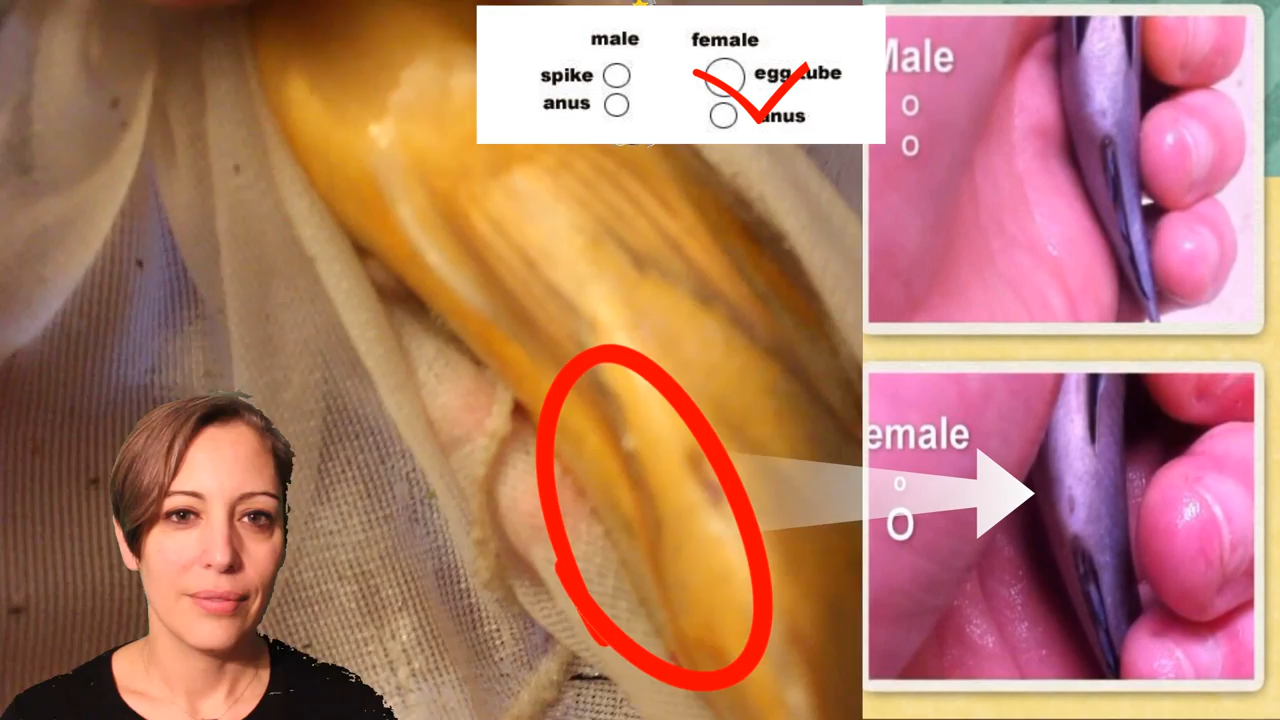 male female
spike egg tube
anus anus
Male
o
o
emale
o
O